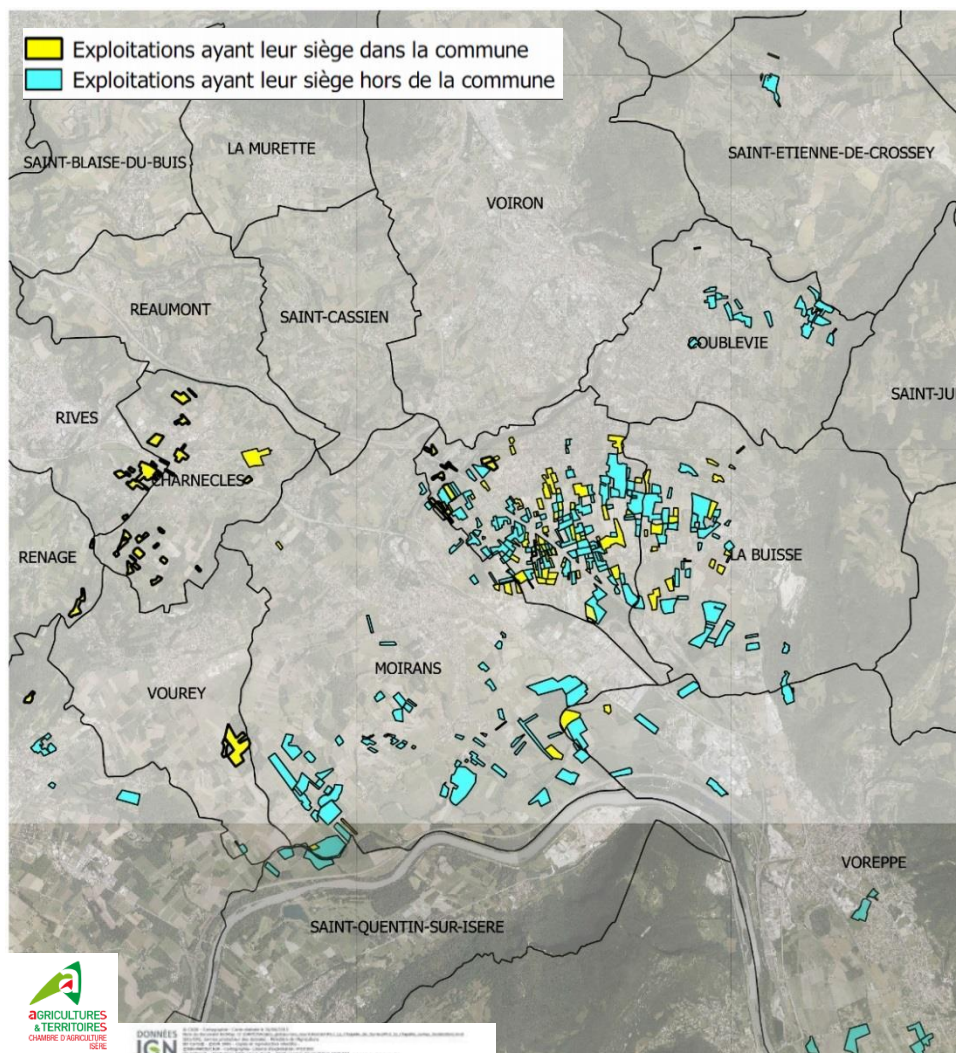 Exploitations ayant leur siège dans la commune
Exploitations ayant leur siège hors de la commune
SAINT-BLAISE-DU-BUIS
LA MURETTE
SAINT-ETIENNE-DE-CROSSEY
VOIRON
REAUMONT
SAINT-CASSIEN
COUBLEVIE
SAINT-JU
RIVES
CHARNECLES
RENAGE
LA BUISSE
MOIRANS
VOUREY
VOREPPE
SAINT-QUENTIN-SUR-ISERE
aGRICULTURES
& TERRITOIRES
CHAMBRE D'AGRICULTURE
ISÈRE
DONNÉES
IGN